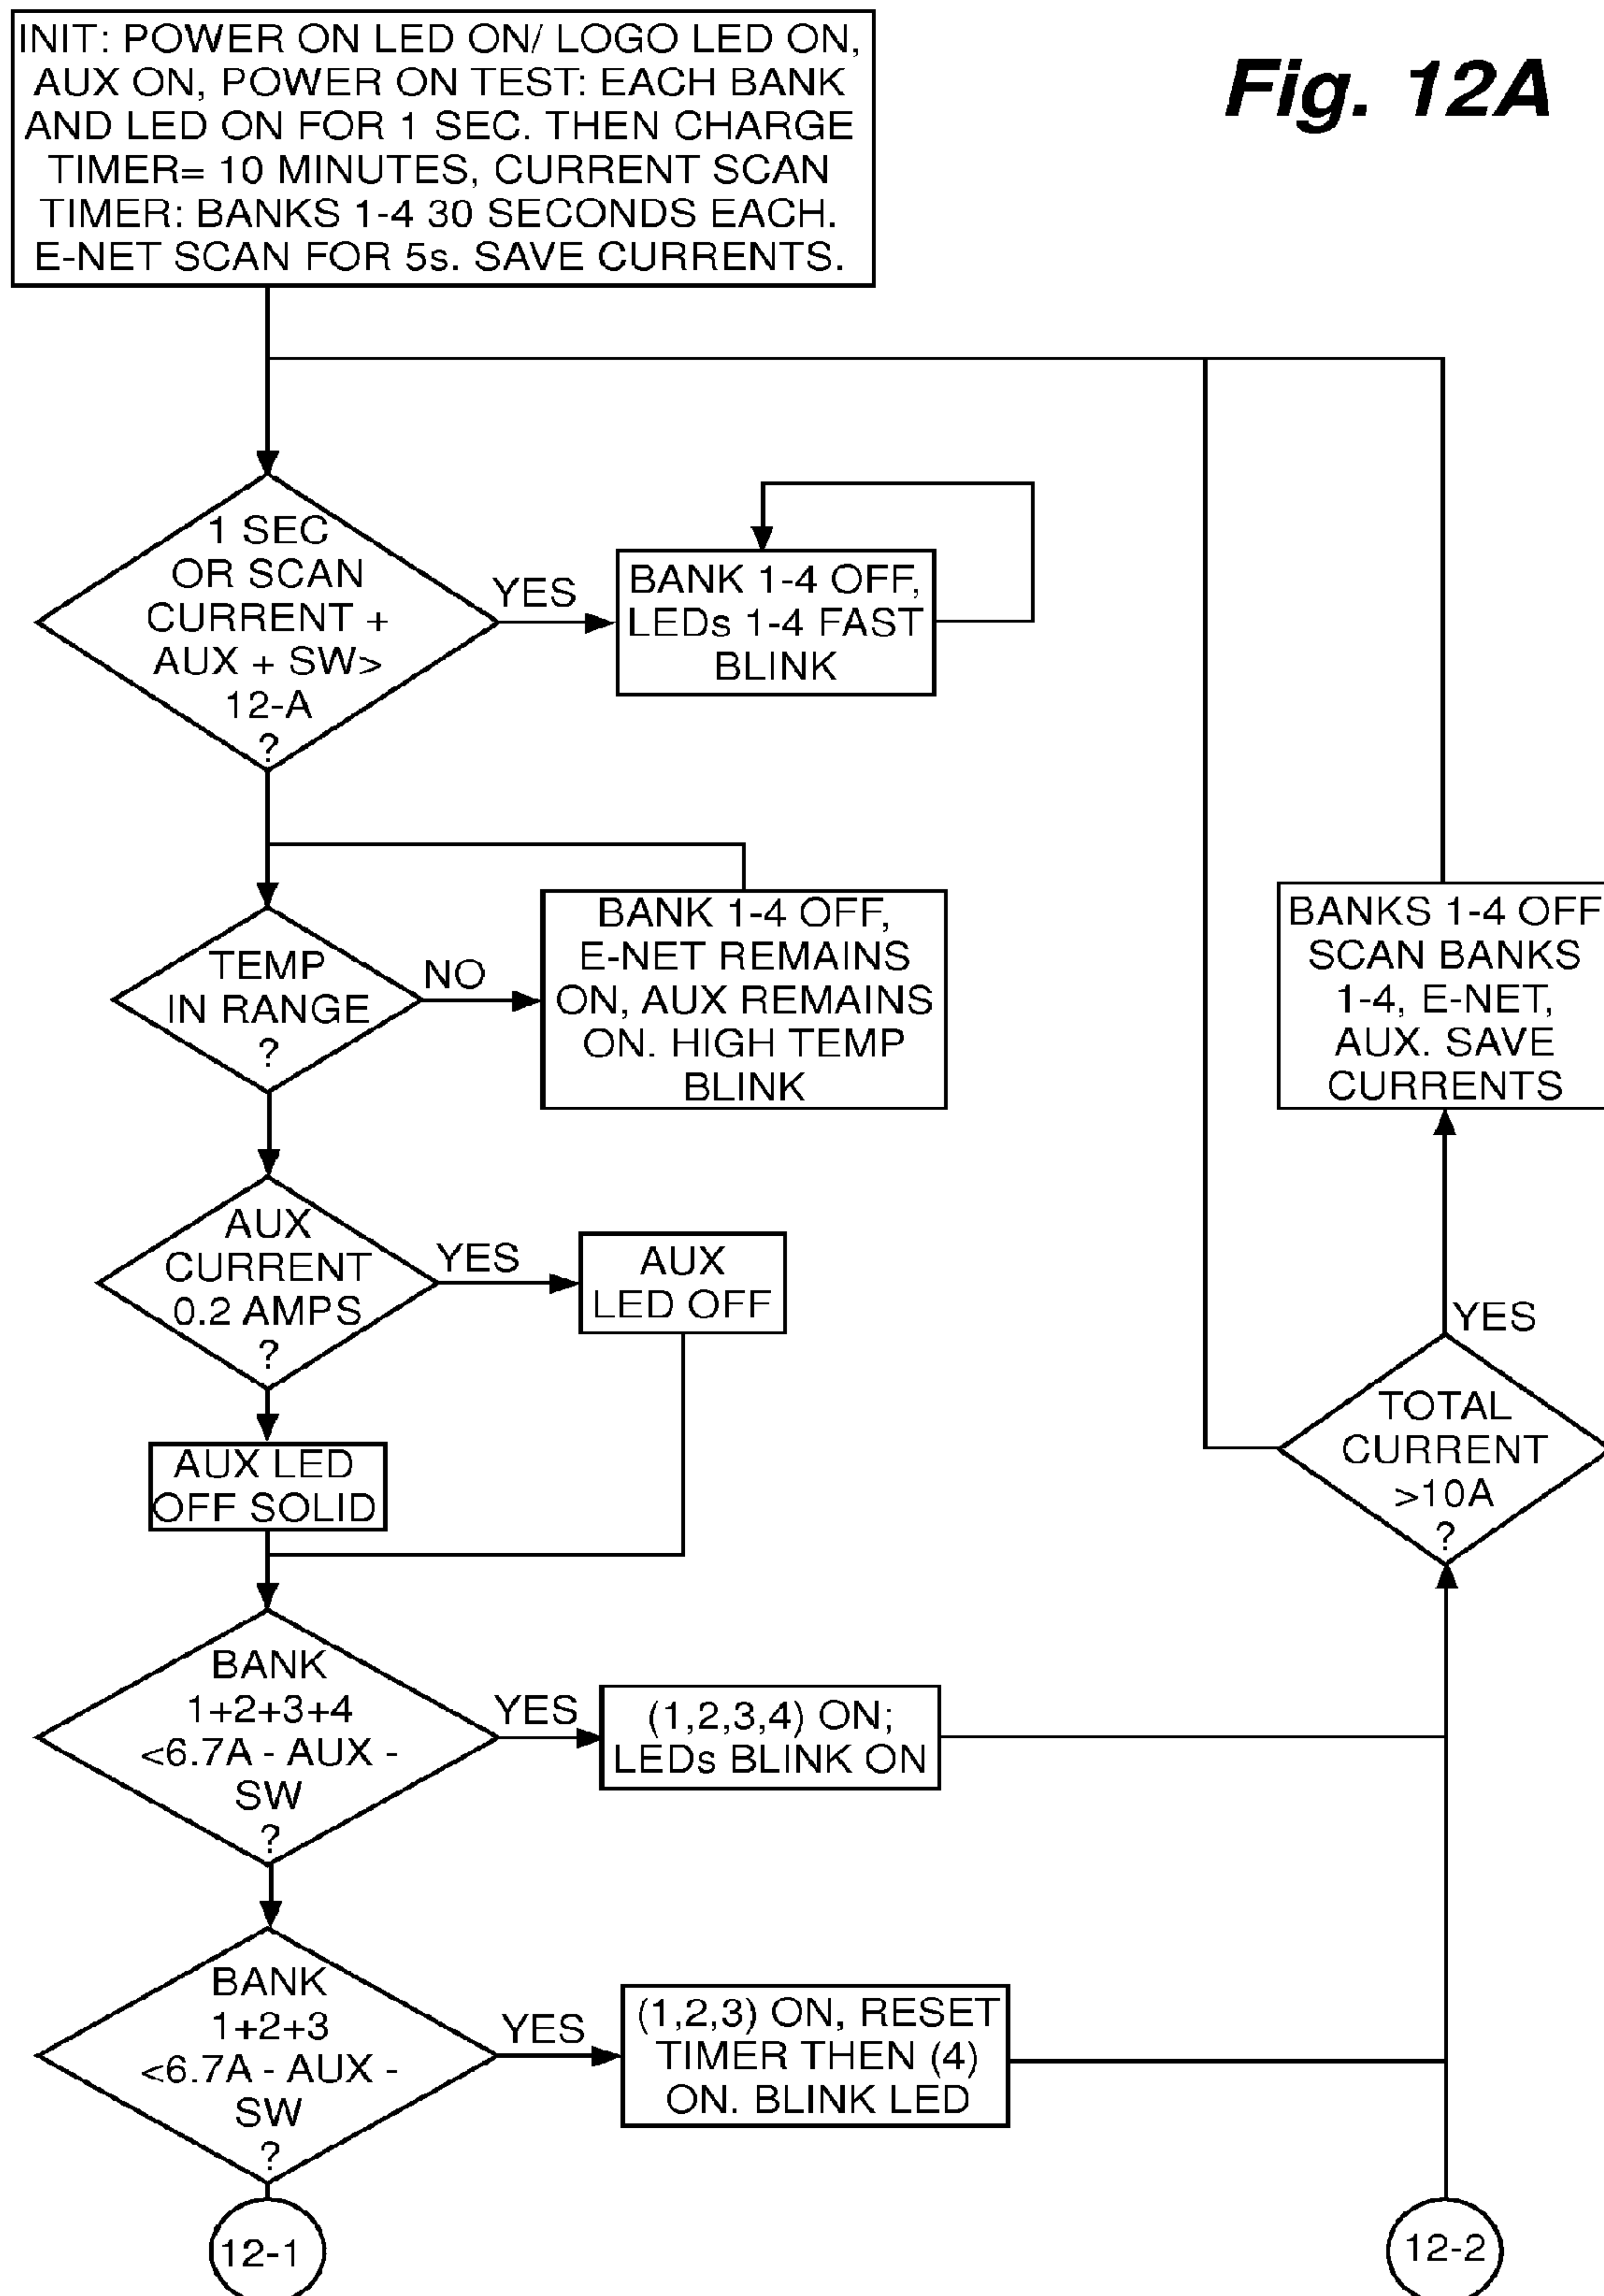 Fig. 12A
INIT: POWER ON LED ON/ LOGO LED ON,
AUX ON, POWER ON TEST: EACH BANK
AND LED ON FOR 1 SEC. THEN CHARGE
TIMER= 10 MINUTES, CURRENT SCAN
TIMER: BANKS 1-4 30 SECONDS EACH.
E-NET SCAN FOR 5s. SAVE CURRENTS.
1 SEC
OR SCAN
CURRENT +
AUX + SW>
12-A
?
YES
BANK 1-4 OFF,
LEDs 1-4 FAST
BLINK
TEMP
IN RANGE
?
NO
BANK 1-4 OFF,
E-NET REMAINS
ON, AUX REMAINS
ON. HIGH TEMP
BLINK
AUX
CURRENT
0.2 AMPS
?
YES
AUX
LED OFF
AUX LED
OFF SOLID
BANK
1+2+3+4
<6.7A - AUX -
SW
?
YES
(1,2,3,4) ON;
LEDs BLINK ON
BANK
1+2+3
<6.7A - AUX -
SW
?
YES
(1,2,3) ON, RESET
TIMER THEN (4)
ON. BLINK LED
12-1
BANKS 1-4 OFF
SCAN BANKS
1-4, E-NET,
AUX. SAVE
CURRENTS
YES
TOTAL
CURRENT
>10A
?
12-2